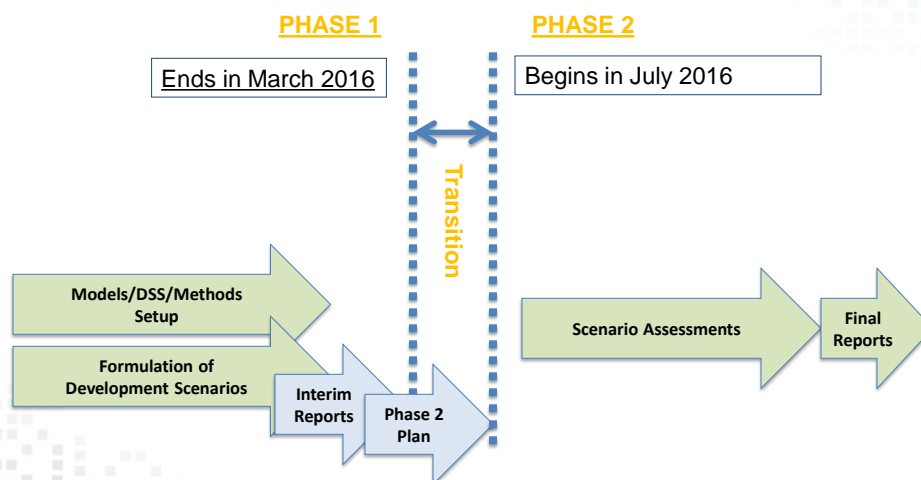 PHASE 1
PHASE 2
Ends in March 2016
Begins in July 2016
Transition
Models/DSS/Methods
Setup
Formulation of
Development Scenarios
Interim
Reports
Phase 2
Plan
Scenario Assessments
Final
Reports